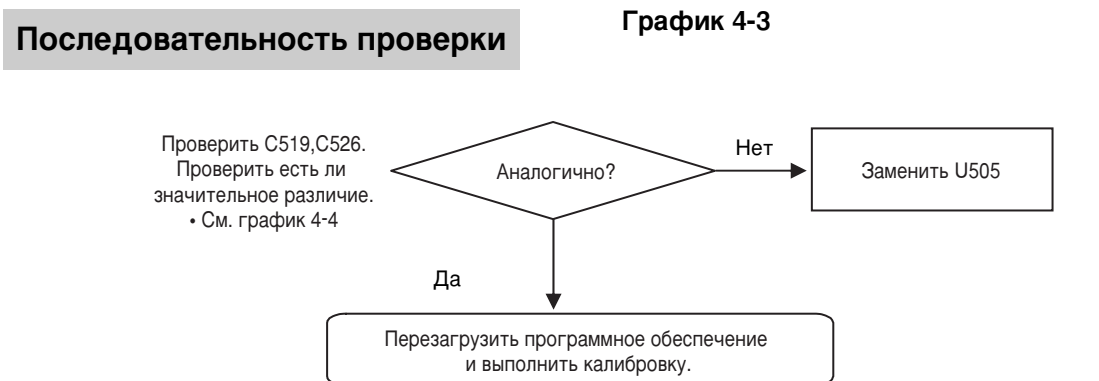 График 4-3
Последовательность проверки
Проверить C519,C526.
Проверить есть ли
значительное различие.
• См. график 4-4
Аналогично?
Нет
Заменить U505
Да
Перезагрузить программное обеспечение
и выполнить калибровку.